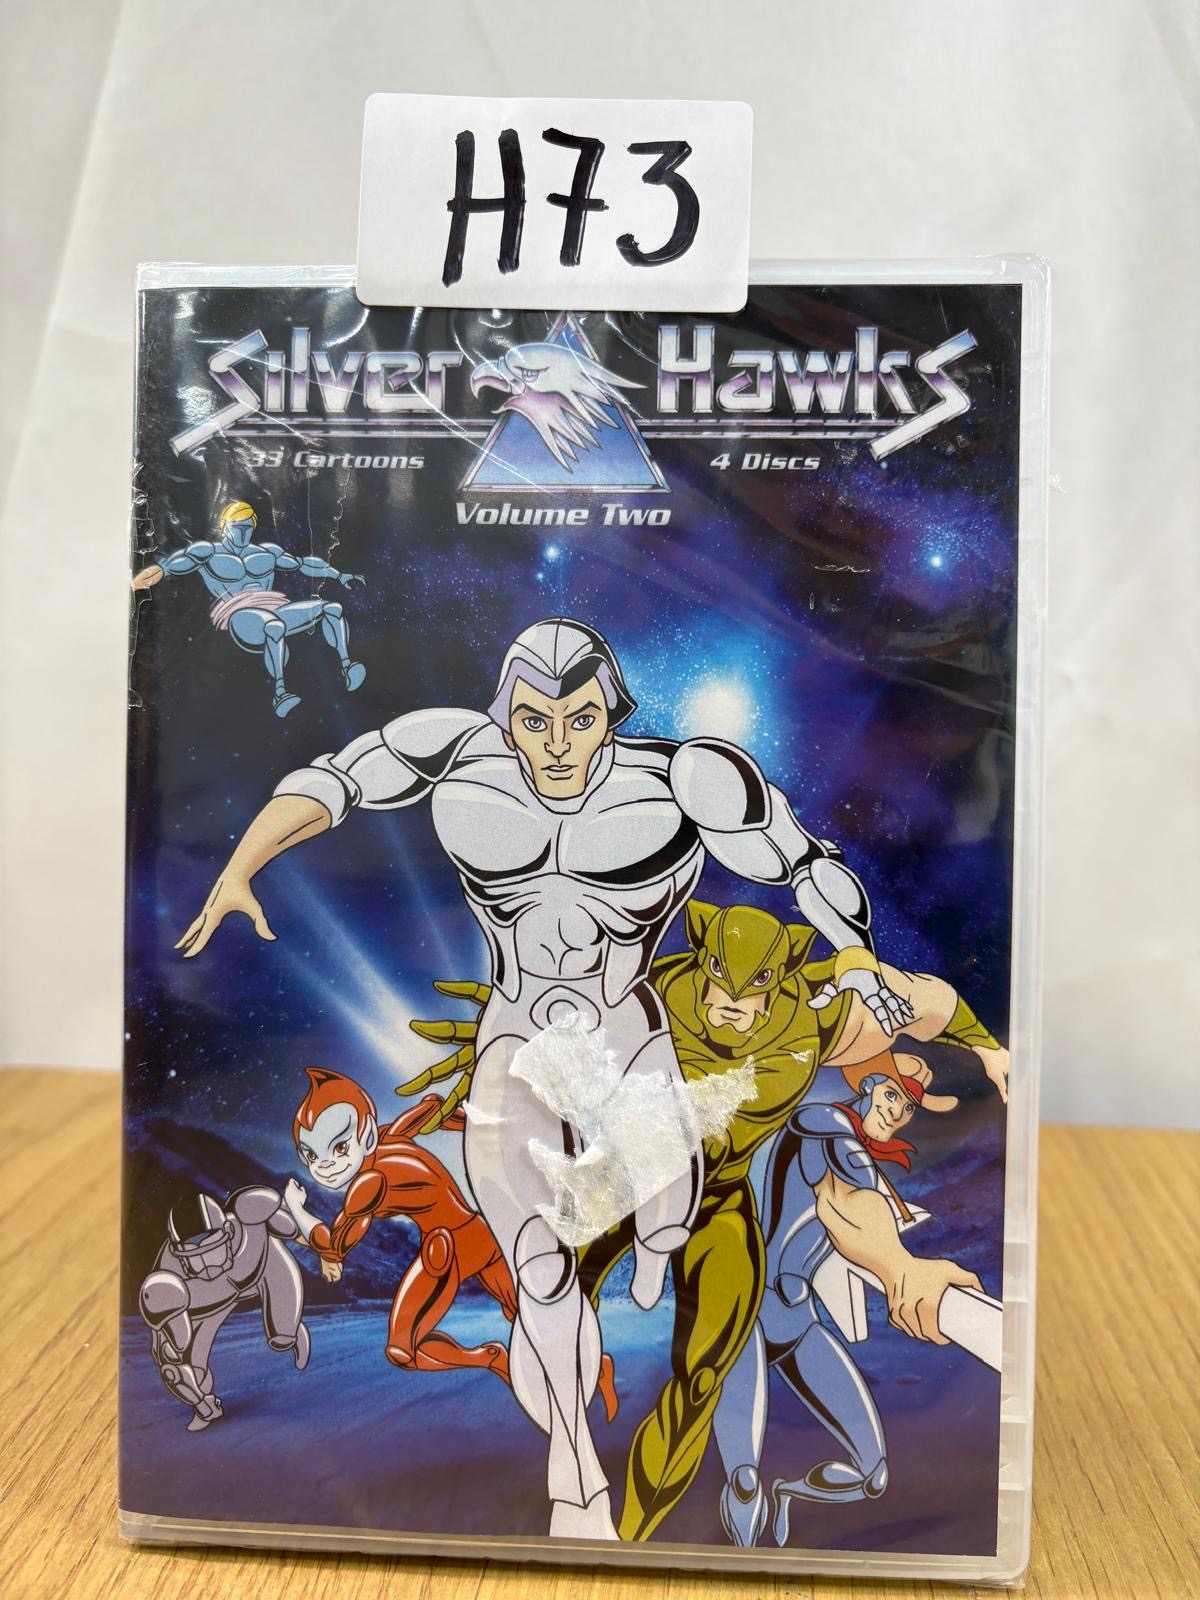 H73
Silver Hawks
33 Cartoons
4 Discs
Volume Two